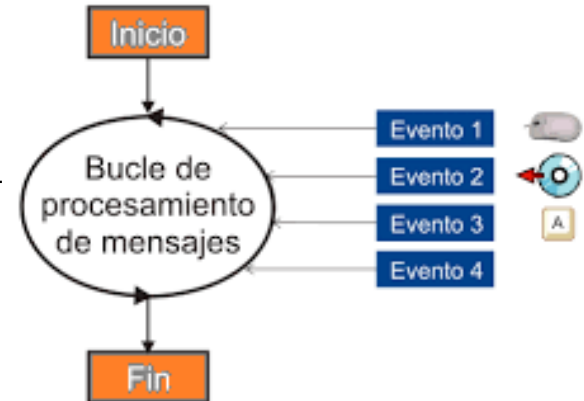 Inicio
Bucle de
procesamiento
de mensajes
Evento 1
Evento 2
Evento 3
A
Evento 4
Fin